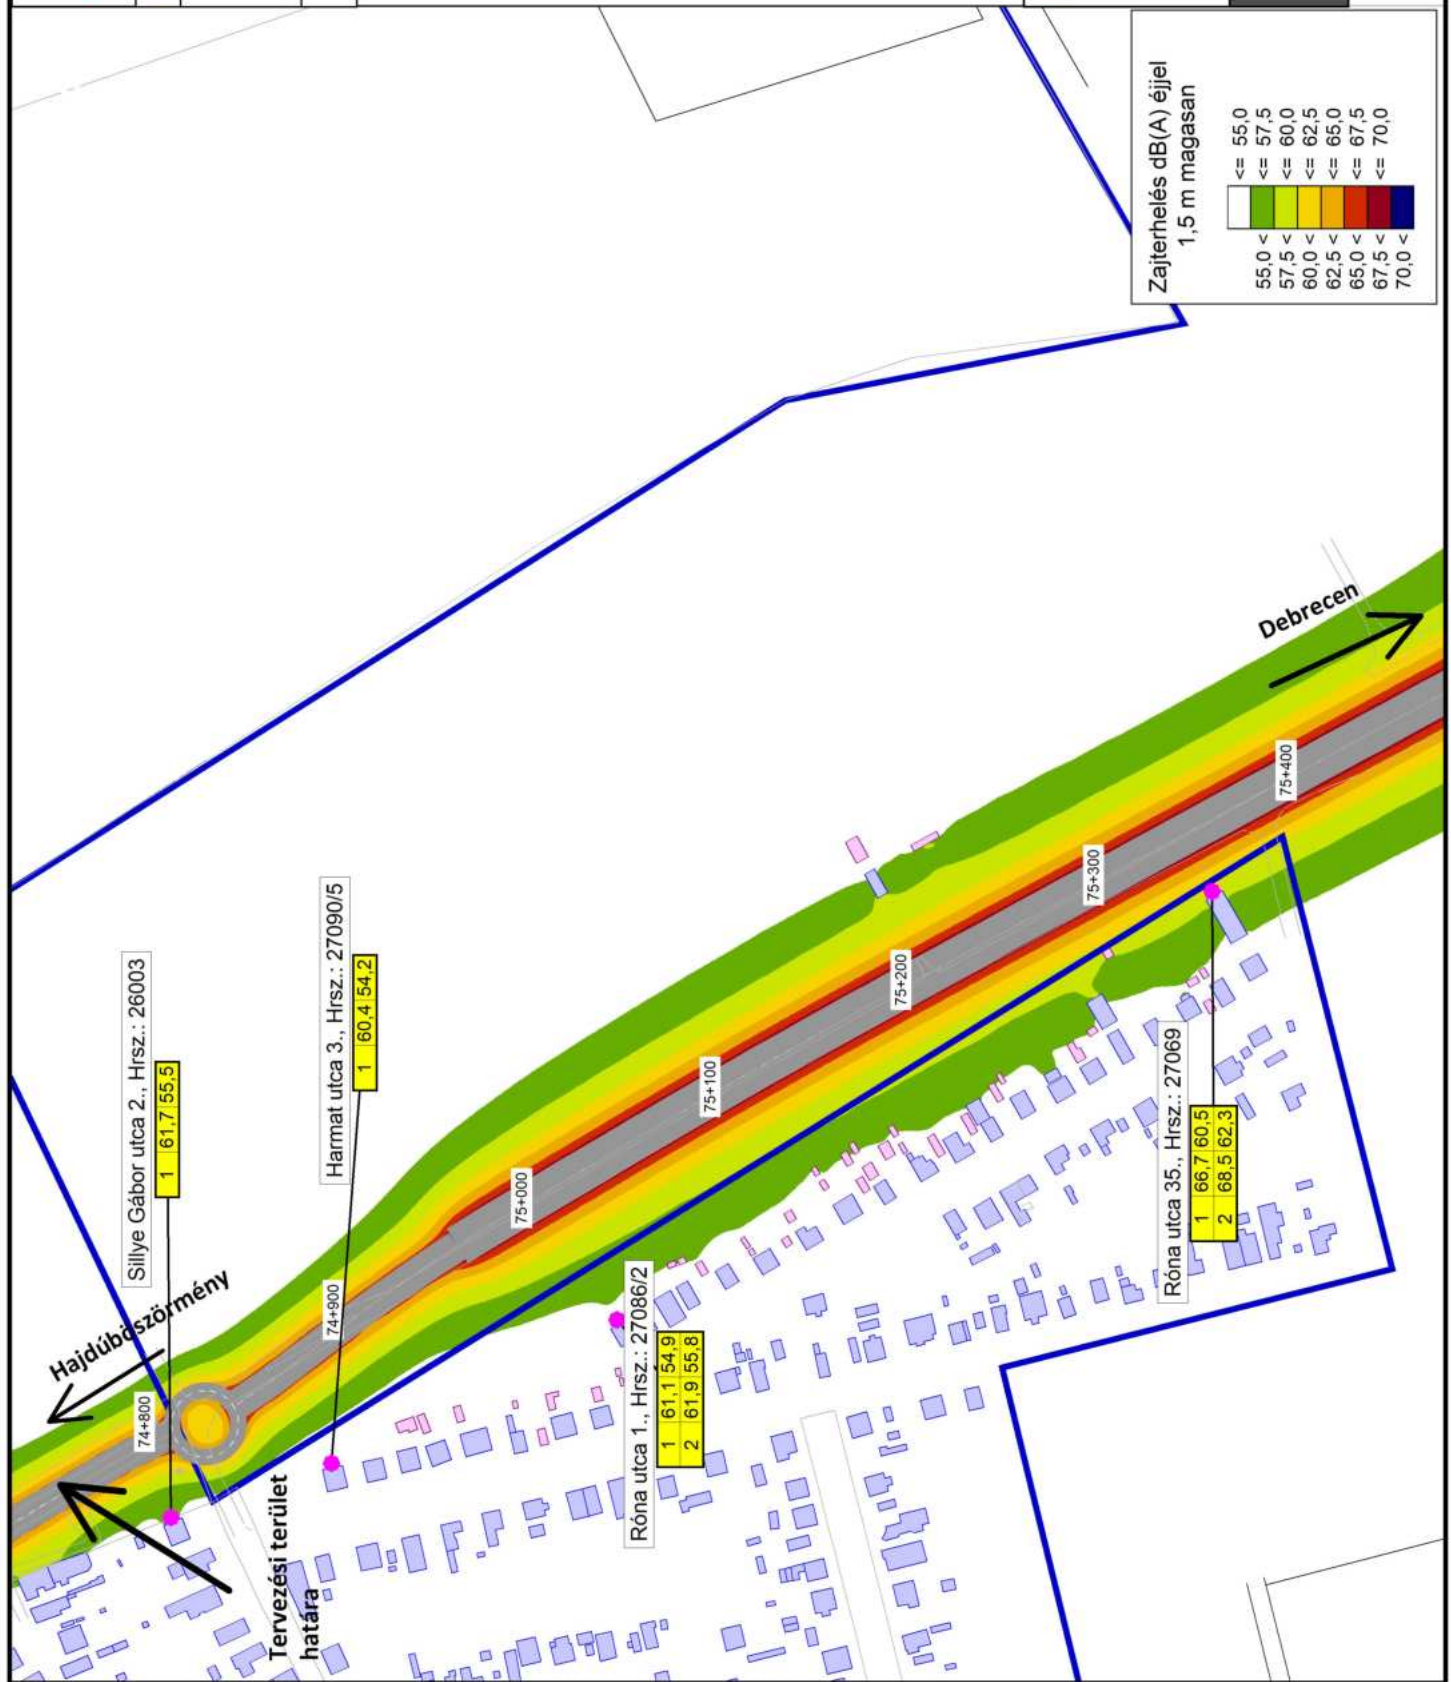 Zajterhelés dB(A) éjjel
1,5 m magasan
<= 55,0
55,0 < <= 57,5
57,5 < <= 60,0
60,0 < <= 62,5
62,5 < <= 65,0
65,0 < <= 67,5
67,5 < <= 70,0
70,0 <
Sillye Gábor utca 2., Hrsz.: 26003
1 61,7 55,5
Harmat utca 3., Hrsz.: 27090/5
1 60,4 54,2
Hajdúböszörmény
74+800
74+900
75+000
75+100
75+200
75+300
75+400
Debrecen
Tervezési terület
határa
Róna utca 1., Hrsz.: 27086/2
1 61,1 54,9
2 61,9 55,8
Róna utca 35., Hrsz.: 27069
1 66,7 60,5
2 68,5 62,3